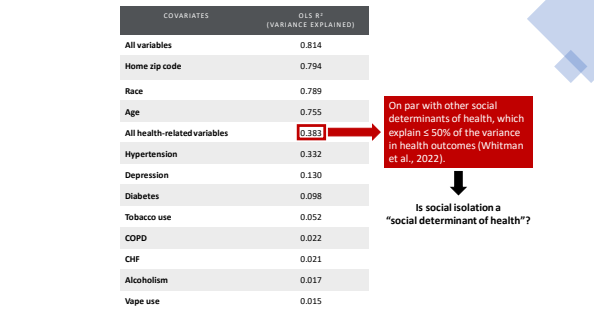 COVARIATES OLS R²
(VARIANCE EXPLAINED)
All variables 0.814
Home zip code 0.794
Race 0.789
Age 0.755
All health-related variables 0.383
Hypertension 0.332
Depression 0.130
Diabetes 0.098
Tobacco use 0.052
COPD 0.022
CHF 0.021
Alcoholism 0.017
Vape use 0.015
On par with other social
determinants of health, which
explain ≤ 50% of the variance
in health outcomes (Whitman
et al., 2022).
Is social isolation a
“social determinant of health”?